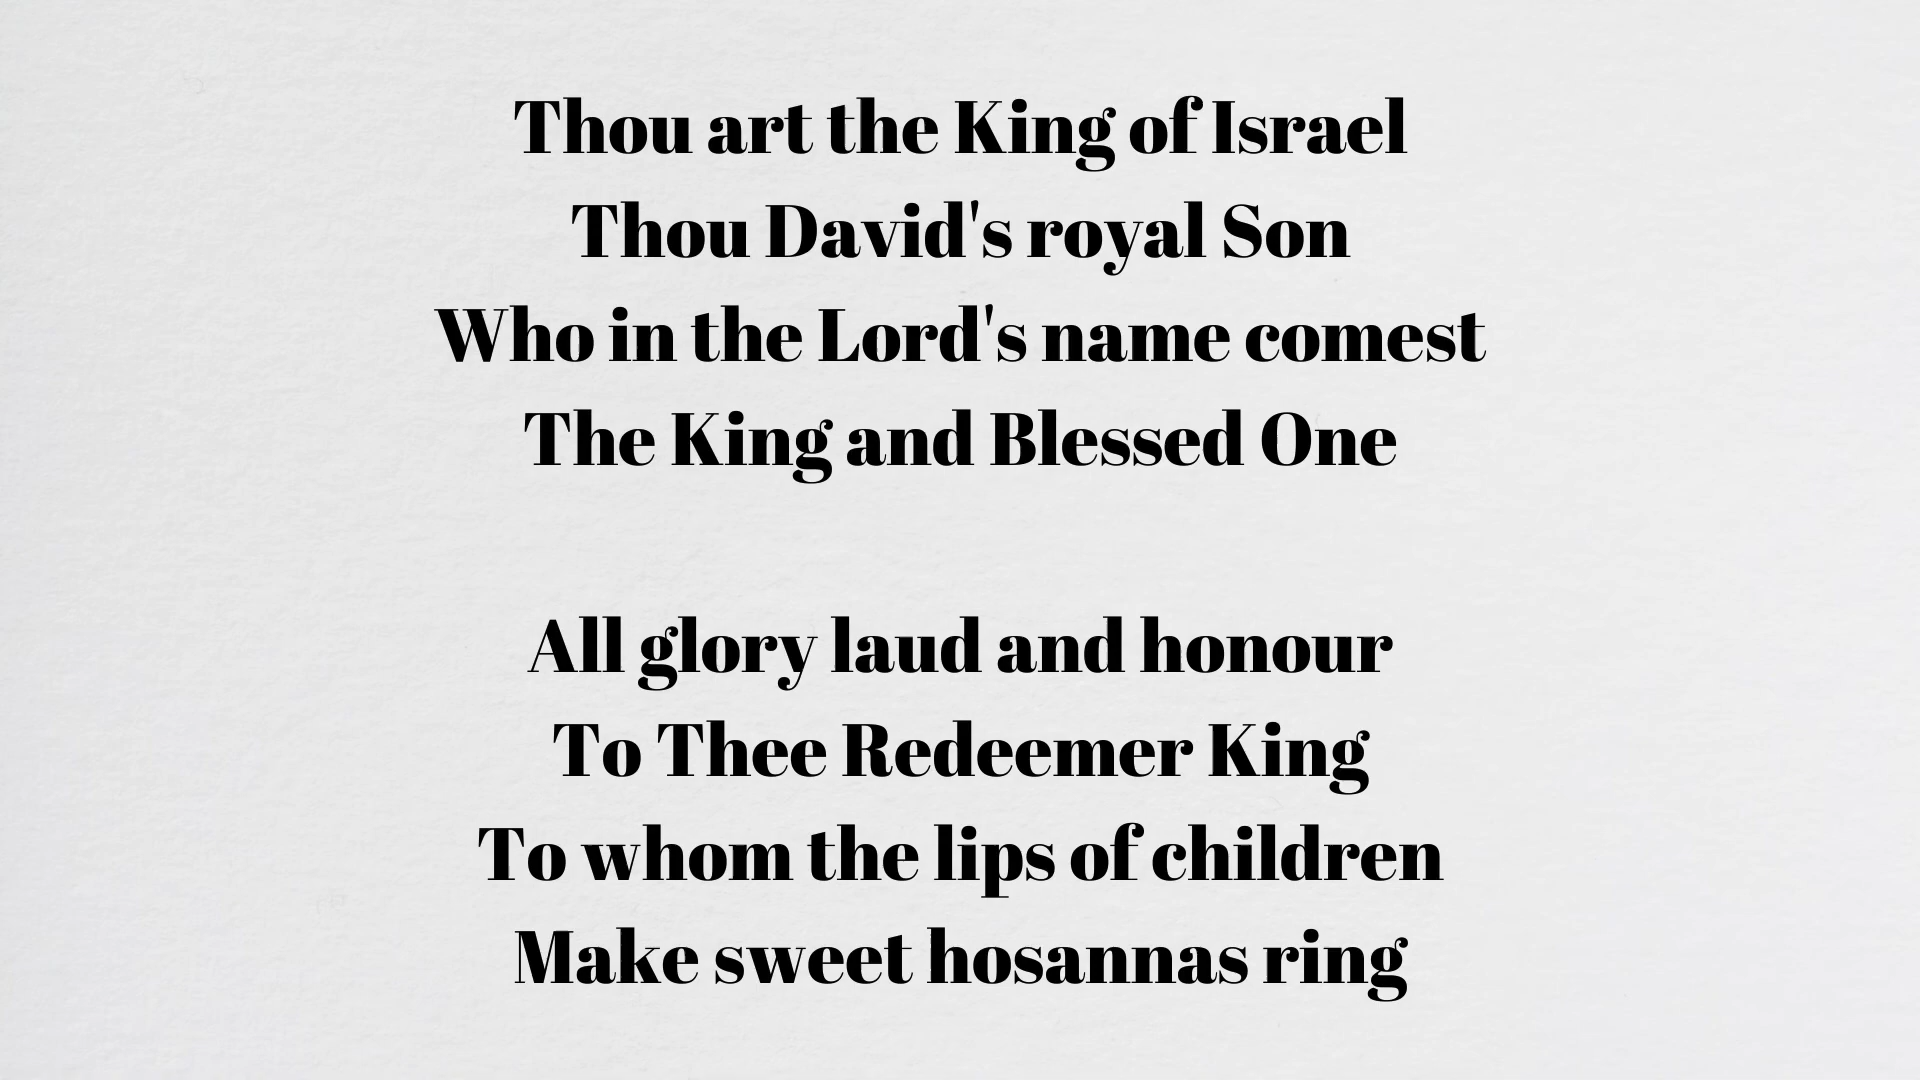 Thou art the King of Israel
Thou David's royal Son
Who in the Lord's name comest
The King and Blessed One
All glory laud and honour
To Thee Redeemer King
To whom the lips of children
Make sweet hosannas ring